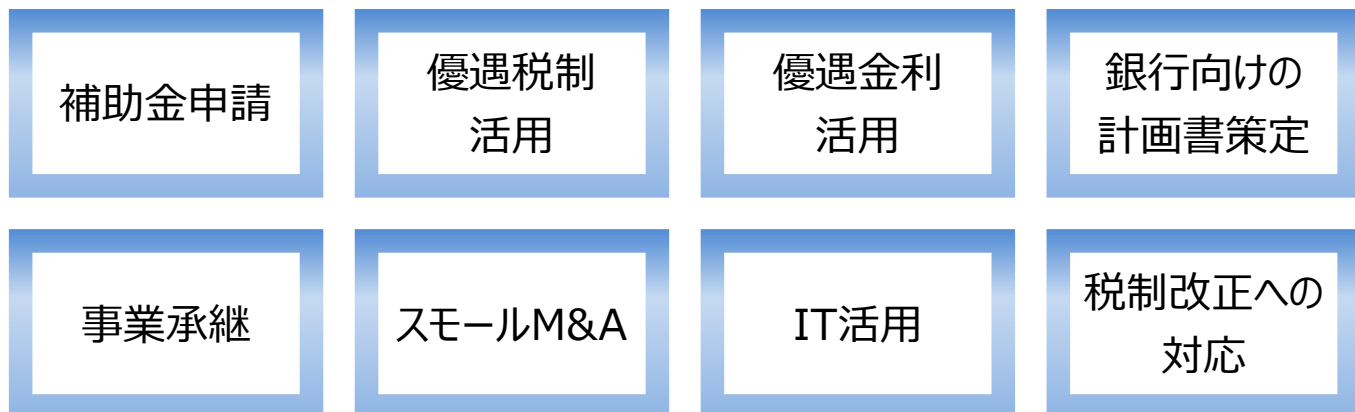 補助金申請
優遇税制
活用
優遇金利
活用
銀行向けの
計画書策定
事業承継
スモールM&A
IT活用
税制改正への
対応